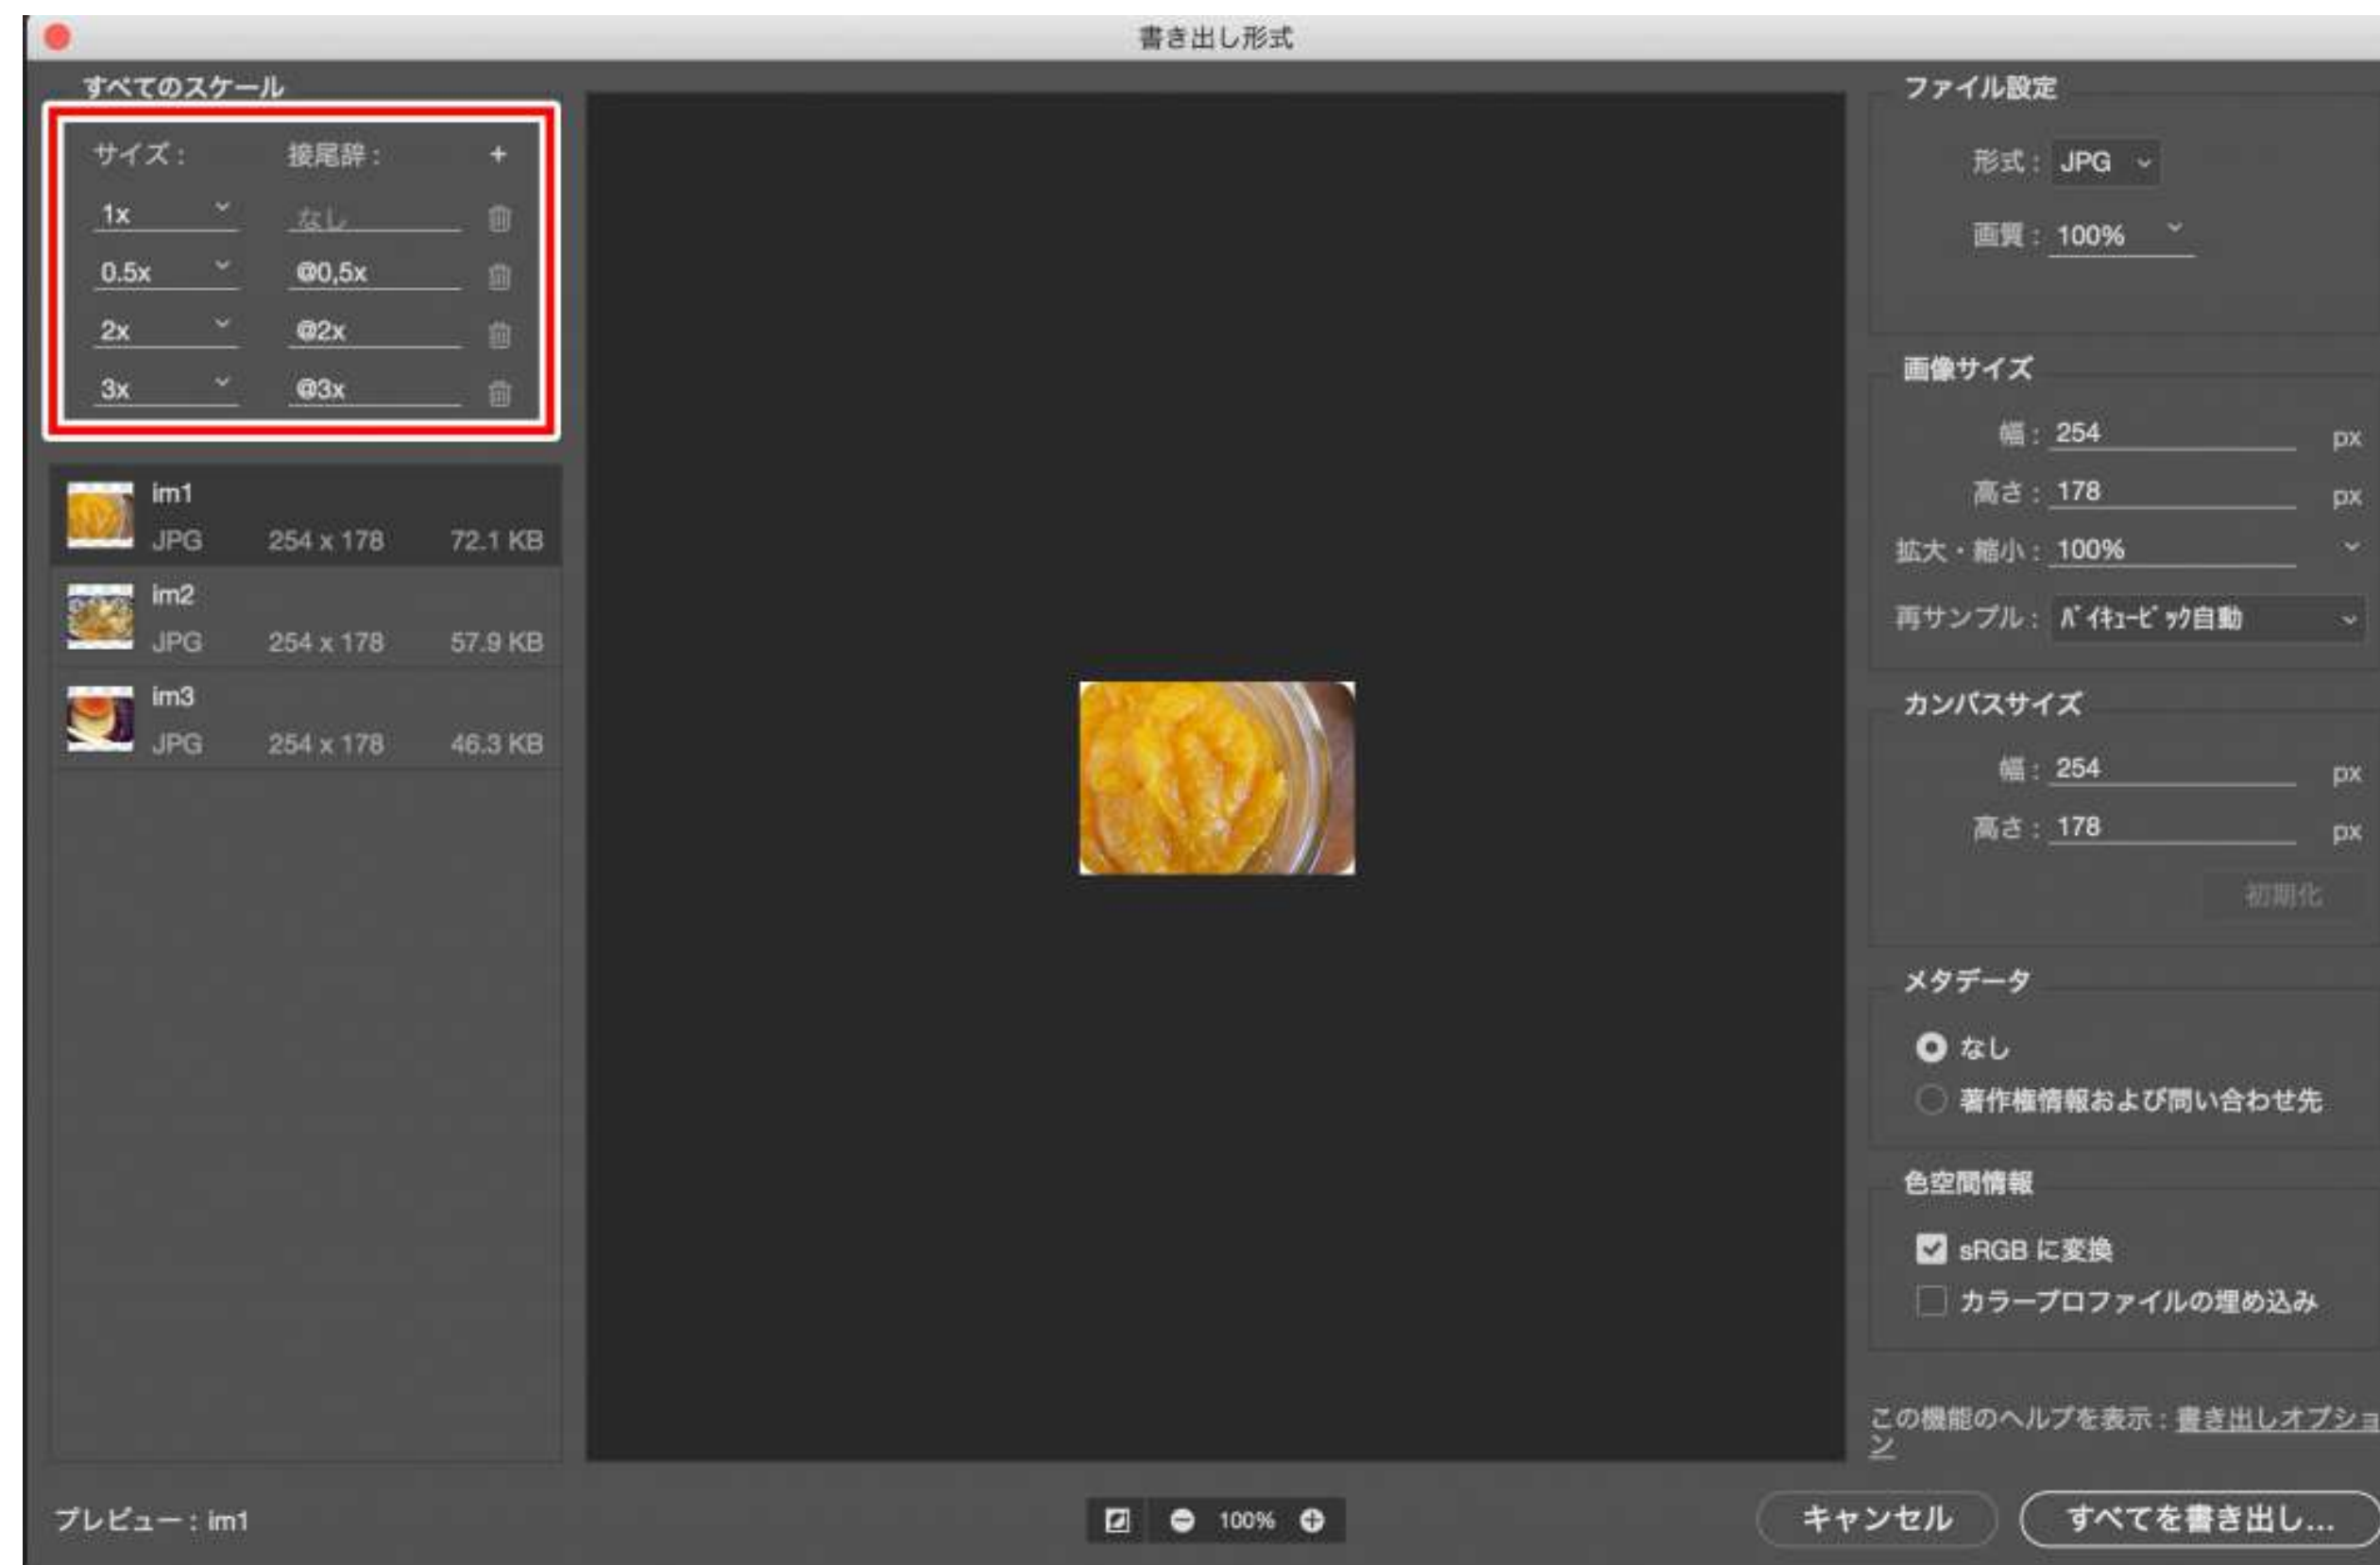 書き出し形式
すべてのスケール
サイズ : 接尾辞 : +
1x なし
0.5x @0,5x
2x @2x
3x @3x
im1
JPG 254 x 178 72.1 KB
im2
JPG 254 x 178 57.9 KB
im3
JPG 254 x 178 46.3 KB
プレビュー : im1
100%
ファイル設定
形式 : JPG
画質 : 100%
画像サイズ
幅 : 254 px
高さ : 178 px
拡大・縮小 : 100%
再サンプル : ﾊﾞｲｷｭｰﾋﾞｯｸ自動
カンバスサイズ
幅 : 254 px
高さ : 178 px
初期化
メタデータ
なし
著作権情報および問い合わせ先
色空間情報
sRGB に変換
カラープロファイルの埋め込み
この機能のヘルプを表示 : 書き出しオプショ
ン
キャンセル すべてを書き出し...